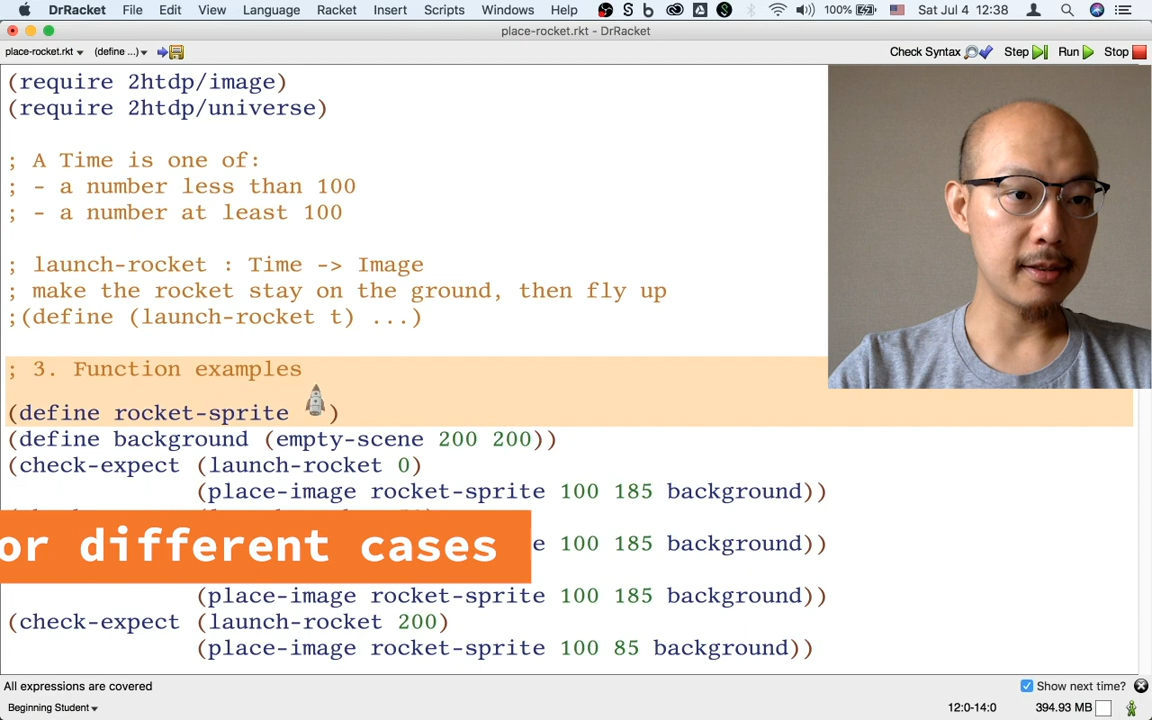 DrRacket File Edit View Language Racket Insert Scripts Windows Help 100% Sat Jul 4 12:38
place-rocket.rkt - DrRacket
place-rocket.rkt (define ...) Check Syntax Step Run Stop
(require 2htdp/image)
(require 2htdp/universe)
; A Time is one of:
; - a number less than 100
; - a number at least 100
; launch-rocket : Time -> Image
; make the rocket stay on the ground, then fly up
;(define (launch-rocket t) ...)
; 3. Function examples
(define rocket-sprite )
(define background (empty-scene 200 200))
(check-expect (launch-rocket 0)
(place-image rocket-sprite 100 185 background))
or different cases
e 100 185 background))
(place-image rocket-sprite 100 185 background))
(check-expect (launch-rocket 200)
(place-image rocket-sprite 100 85 background))
All expressions are covered Show next time?
Beginning Student 12:0-14:0 394.93 MB